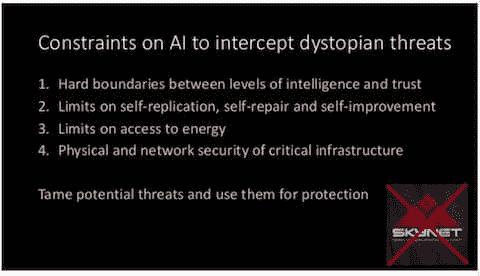 Constraints on AI to intercept dystopian threats
1. Hard boundaries between levels of intelligence and trust
2. Limits on self-replication, self-repair and self-improvement
3. Limits on access to energy
4. Physical and network security of critical infrastructure
Tame potential threats and use them for protection
SKYNET